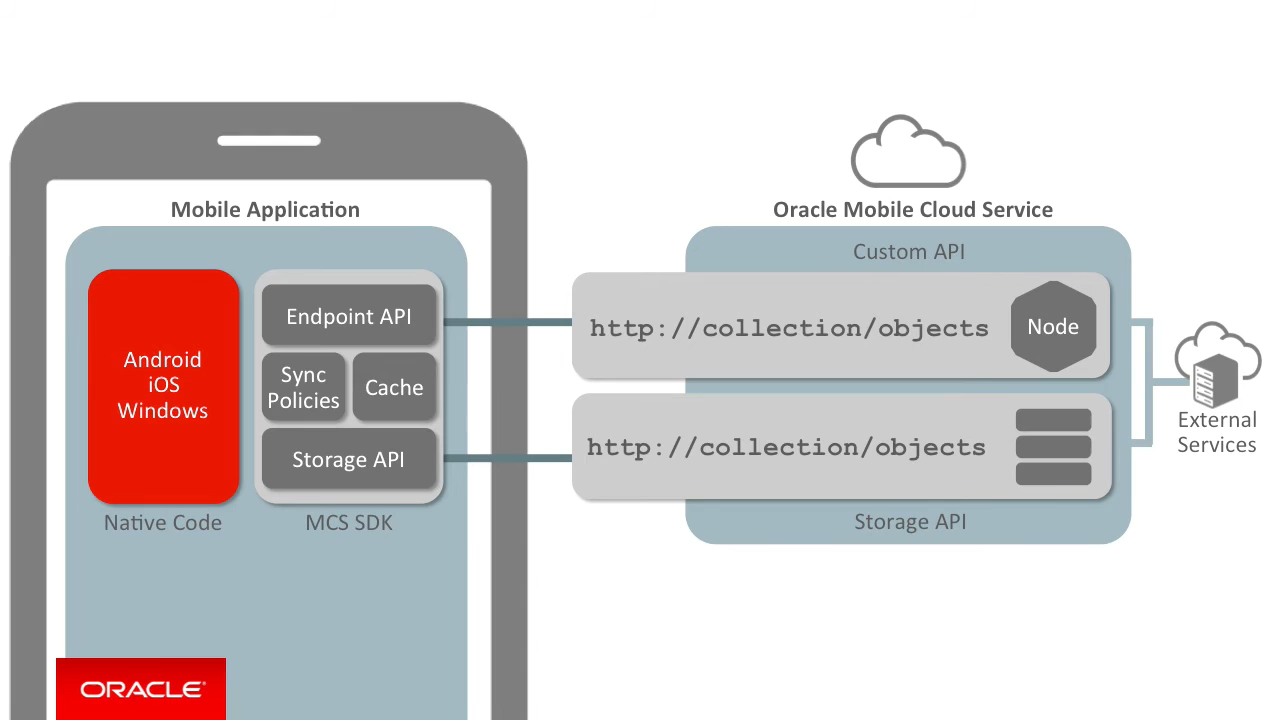 Mobile Application
Android
iOS
Windows
Native Code
Endpoint API
Sync
Policies
Cache
Storage API
MCS SDK
Oracle Mobile Cloud Service
Custom API
http://collection/objects
Node
http://collection/objects
Storage API
External
Services
ORACLE®